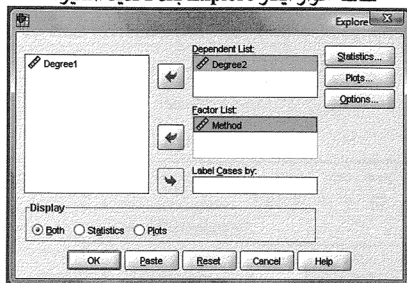 Explore
Degree1
Dependent List:
Degree2
Factor List:
Method
Label Cases by:
Statistics...
Plots...
Options...
Display
Both Statistics Plots
OK Paste Reset Cancel Help